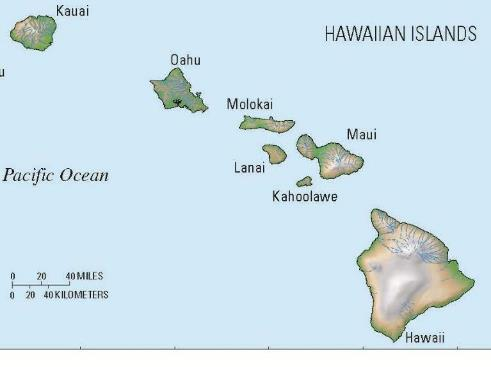 Kauai
HAWAIIAN ISLANDS
u
Oahu
Molokai
Maui
Lanai
Kahoolawe
Pacific Ocean
0 20 40 MILES
0 20 40 KILOMETERS
Hawaii